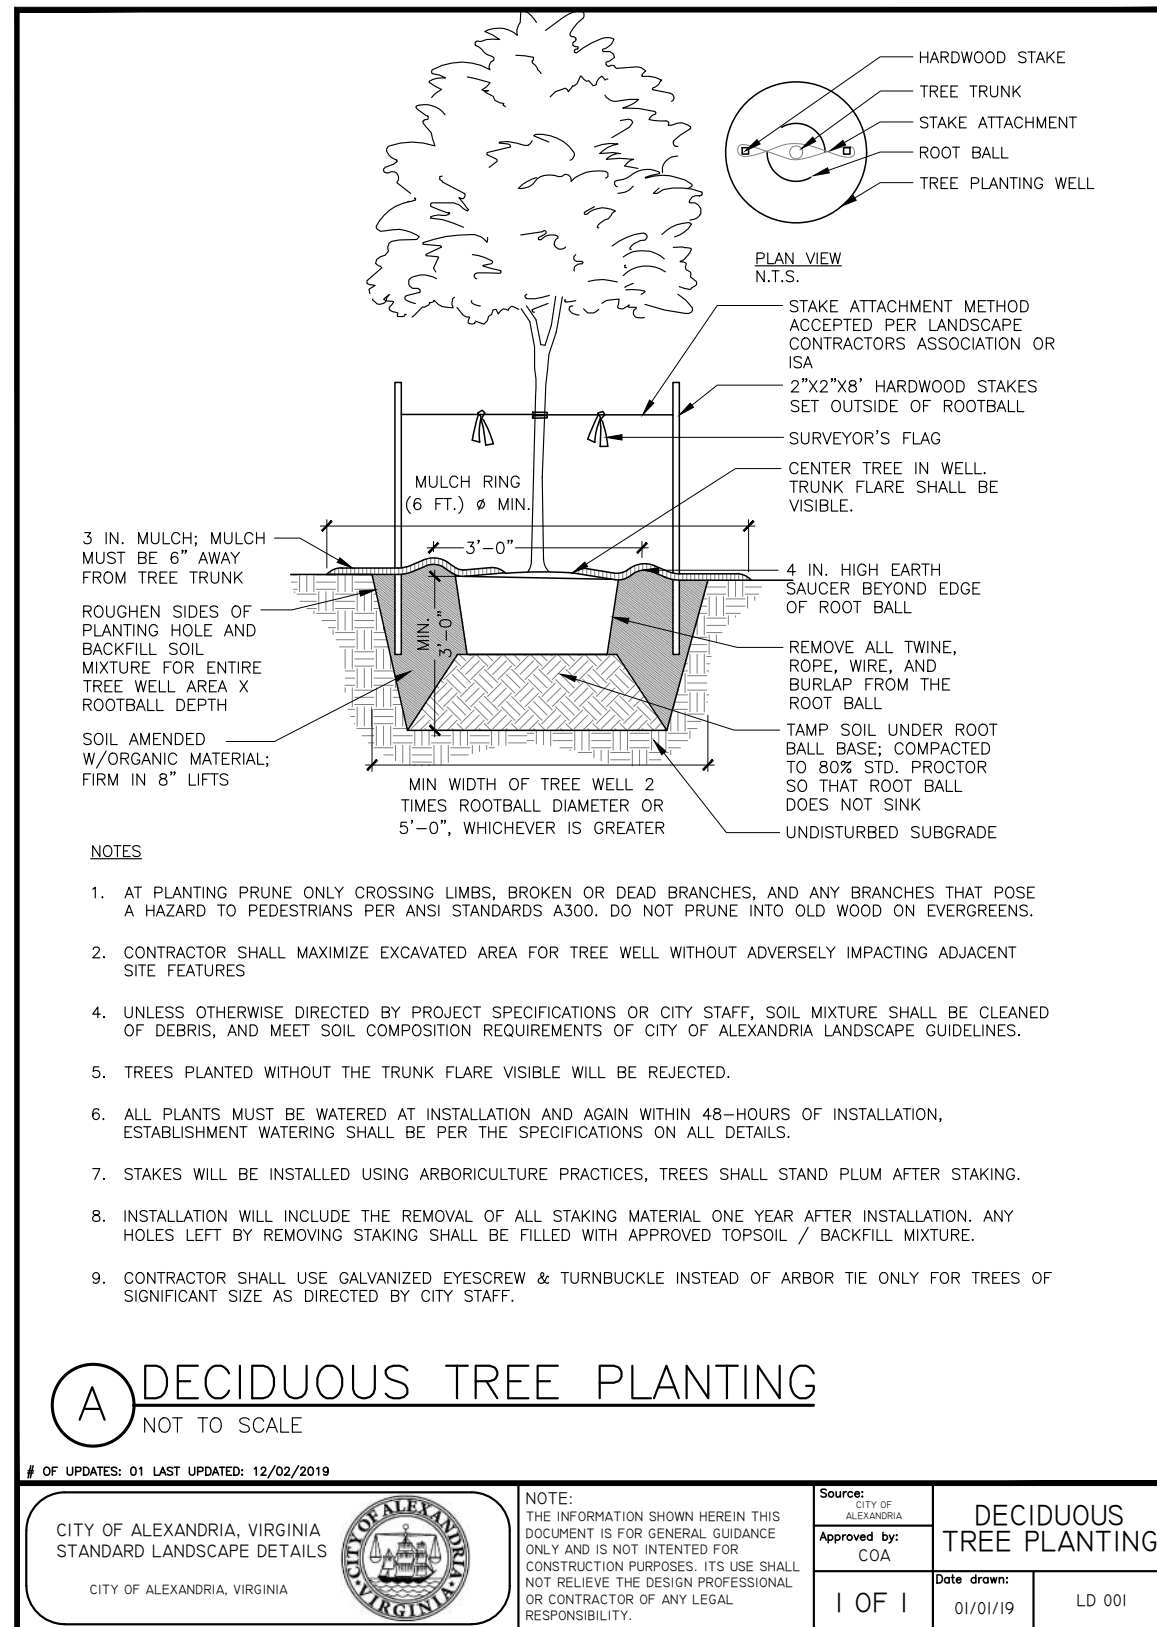 HARDWOOD STAKE
TREE TRUNK
STAKE ATTACHMENT
ROOT BALL
TREE PLANTING WELL
PLAN VIEW
N.T.S.
STAKE ATTACHMENT METHOD
ACCEPTED PER LANDSCAPE
CONTRACTORS ASSOCIATION OR
ISA
2"X2"X8' HARDWOOD STAKES
SET OUTSIDE OF ROOTBALL
SURVEYOR'S FLAG
CENTER TREE IN WELL.
TRUNK FLARE SHALL BE
VISIBLE.
MULCH RING
(6 FT.) ø MIN.
3'-0"
3 IN. MULCH; MULCH
MUST BE 6" AWAY
FROM TREE TRUNK
ROUGHEN SIDES OF
PLANTING HOLE AND
BACKFILL SOIL
MIXTURE FOR ENTIRE
TREE WELL AREA X
ROOTBALL DEPTH
SOIL AMENDED
W/ORGANIC MATERIAL;
FIRM IN 8" LIFTS
MIN.
3'-0"
4 IN. HIGH EARTH
SAUCER BEYOND EDGE
OF ROOT BALL
REMOVE ALL TWINE,
ROPE, WIRE, AND
BURLAP FROM THE
ROOT BALL
TAMP SOIL UNDER ROOT
BALL BASE; COMPACTED
TO 80% STD. PROCTOR
SO THAT ROOT BALL
DOES NOT SINK
UNDISTURBED SUBGRADE
MIN WIDTH OF TREE WELL 2
TIMES ROOTBALL DIAMETER OR
5'-0", WHICHEVER IS GREATER
NOTES
1. AT PLANTING PRUNE ONLY CROSSING LIMBS, BROKEN OR DEAD BRANCHES, AND ANY BRANCHES THAT POSE
A HAZARD TO PEDESTRIANS PER ANSI STANDARDS A300. DO NOT PRUNE INTO OLD WOOD ON EVERGREENS.
2. CONTRACTOR SHALL MAXIMIZE EXCAVATED AREA FOR TREE WELL WITHOUT ADVERSELY IMPACTING ADJACENT
SITE FEATURES
4. UNLESS OTHERWISE DIRECTED BY PROJECT SPECIFICATIONS OR CITY STAFF, SOIL MIXTURE SHALL BE CLEANED
OF DEBRIS, AND MEET SOIL COMPOSITION REQUIREMENTS OF CITY OF ALEXANDRIA LANDSCAPE GUIDELINES.
5. TREES PLANTED WITHOUT THE TRUNK FLARE VISIBLE WILL BE REJECTED.
6. ALL PLANTS MUST BE WATERED AT INSTALLATION AND AGAIN WITHIN 48-HOURS OF INSTALLATION,
ESTABLISHMENT WATERING SHALL BE PER THE SPECIFICATIONS ON ALL DETAILS.
7. STAKES WILL BE INSTALLED USING ARBORICULTURE PRACTICES, TREES SHALL STAND PLUM AFTER STAKING.
8. INSTALLATION WILL INCLUDE THE REMOVAL OF ALL STAKING MATERIAL ONE YEAR AFTER INSTALLATION. ANY
HOLES LEFT BY REMOVING STAKING SHALL BE FILLED WITH APPROVED TOPSOIL / BACKFILL MIXTURE.
9. CONTRACTOR SHALL USE GALVANIZED EYESCREW & TURNBUCKLE INSTEAD OF ARBOR TIE ONLY FOR TREES OF
SIGNIFICANT SIZE AS DIRECTED BY CITY STAFF.
A
DECIDUOUS TREE PLANTING
NOT TO SCALE
# OF UPDATES: 01 LAST UPDATED: 12/02/2019
CITY OF ALEXANDRIA, VIRGINIA
STANDARD LANDSCAPE DETAILS
CITY OF ALEXANDRIA, VIRGINIA
CITY OF ALEXANDRIA
VIRGINIA
NOTE:
THE INFORMATION SHOWN HEREIN THIS
DOCUMENT IS FOR GENERAL GUIDANCE
ONLY AND IS NOT INTENTED FOR
CONSTRUCTION PURPOSES. ITS USE SHALL
NOT RELIEVE THE DESIGN PROFESSIONAL
OR CONTRACTOR OF ANY LEGAL
RESPONSIBILITY.
Source:
CITY OF
ALEXANDRIA
Approved by:
COA
1 OF 1
DECIDUOUS
TREE PLANTING
Date drawn:
01/01/19
LD 001